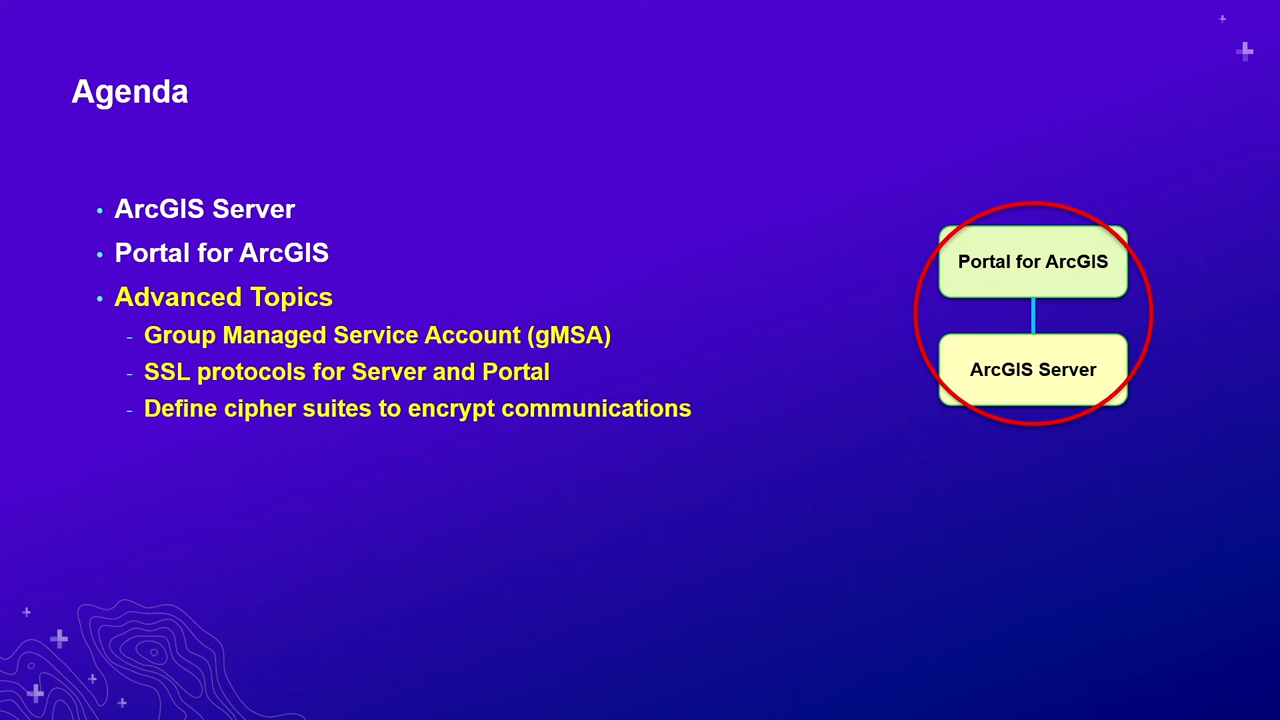 Agenda
• ArcGIS Server
• Portal for ArcGIS
• Advanced Topics
- Group Managed Service Account (gMSA)
- SSL protocols for Server and Portal
- Define cipher suites to encrypt communications
Portal for ArcGIS
ArcGIS Server